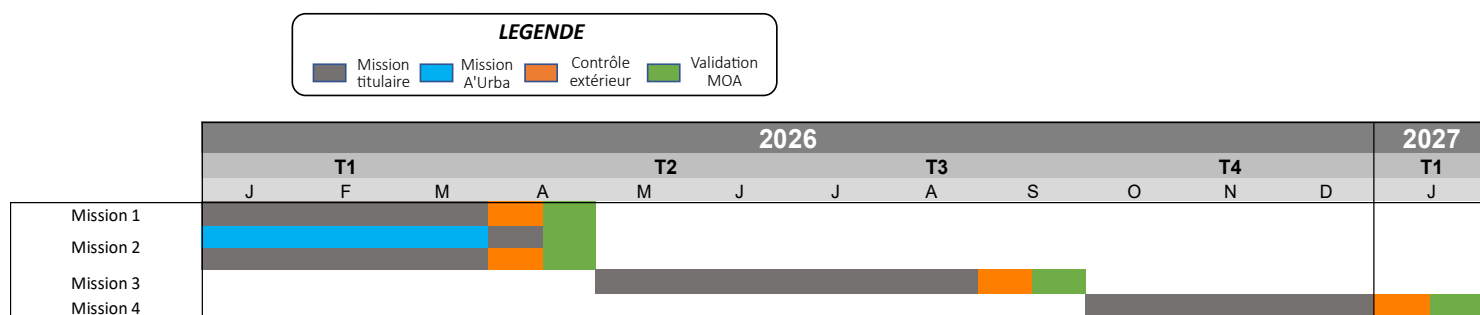 LEGENDE
Mission titulaire
Mission A'Urba
Contrôle extérieur
Validation MOA
2026 2027
T1 T2 T3 T4 T1
J F M A M J J A S O N D J
Mission 1
Mission 2
Mission 3
Mission 4